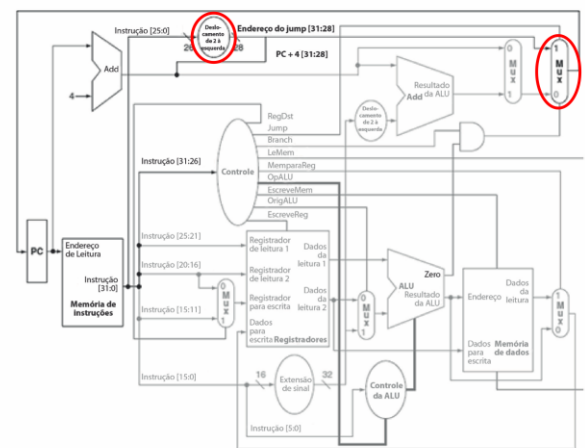 Instrução [25:0]
Deslo-
camento
de 2 à
esquerda
26
28
Endereço do jump [31:28]
PC + 4 [31:28]
Add
4
0
M
u
x
1
1
M
u
x
0
Resultado
Add da ALU
Deslo-
camento
de 2 à
esquerda
RegDst
Jump
Branch
LeMem
MemparaReg
OpALU
EscreveMem
OrigALU
EscreveReg
Controle
Instrução [31:26]
PC
Endereço
de Leitura
Instrução
[31:0]
Memória de
instruções
Instrução [25:21]
Instrução [20:16]
Instrução [15:11]
0
M
u
x
1
Registrador
de leitura 1
Registrador
de leitura 2
Registrador
para escrita
Dados
para
escrita Registradores
Dados da
leitura 1
Dados
da
leitura 2
0
M
u
x
1
Zero
ALU
Resultado
da ALU
Endereço
Dados
da
leitura
Dados
para
escrita
Memória
de dados
1
M
u
x
0
Instrução [15:0]
16
Extensão
de sinal
32
Controle
da ALU
Instrução [5:0]